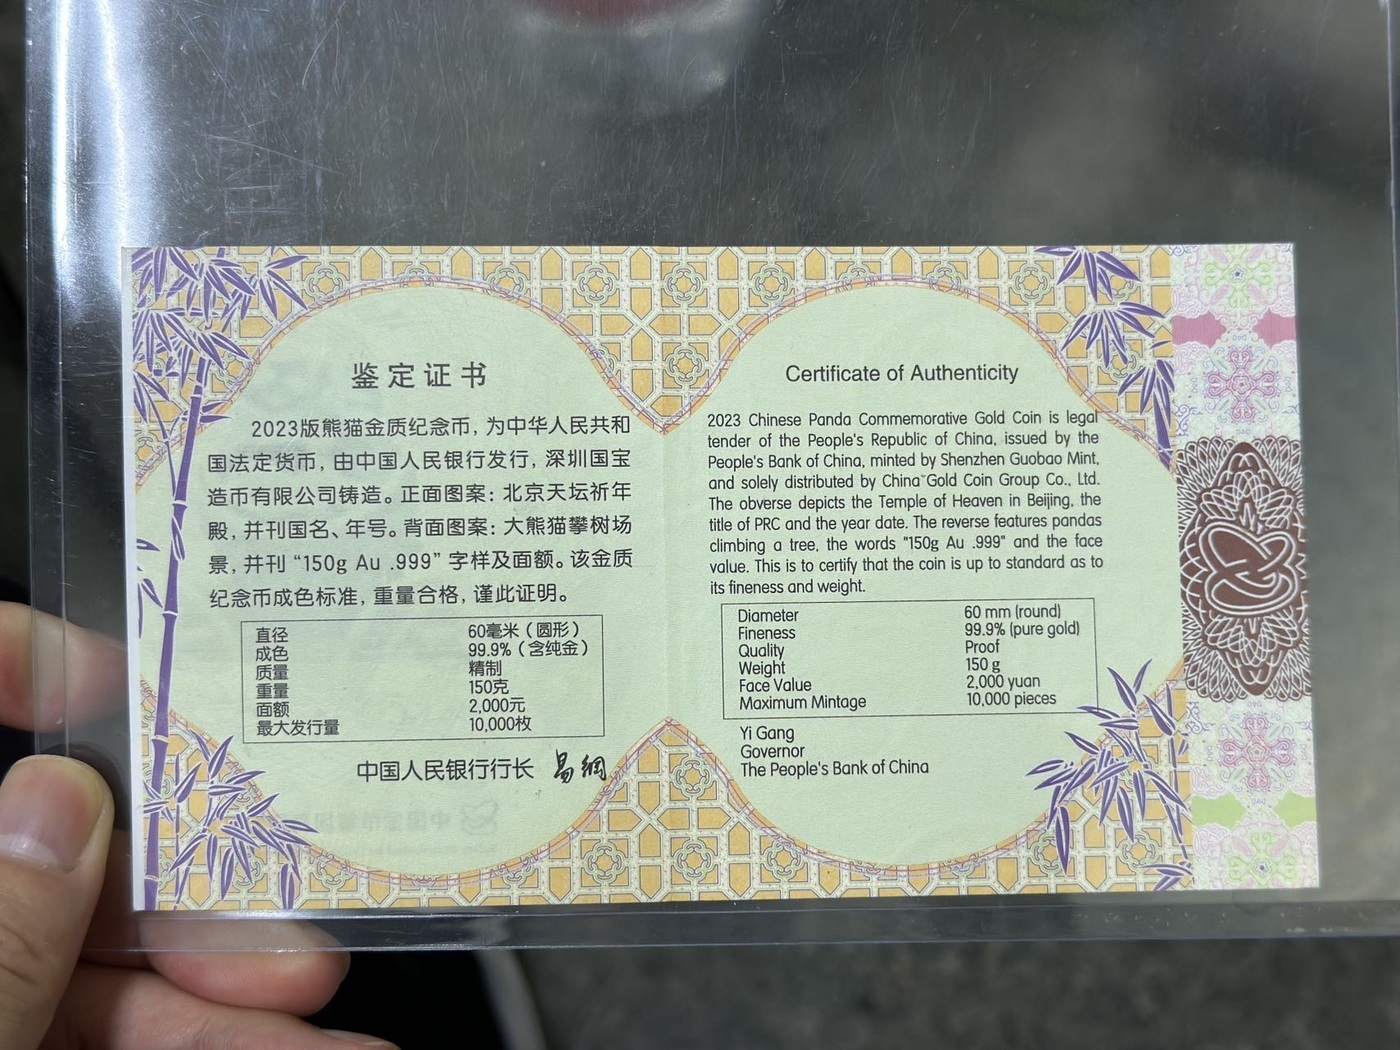 鉴定证书
2023版熊猫金质纪念币，为中华人民共和
国法定货币，由中国人民银行发行，深圳国宝
造币有限公司铸造。正面图案：北京天坛祈年
殿，并刊国名、年号。背面图案：大熊猫攀树场
景，并刊“150g Au .999”字样及面额。该金质
纪念币成色标准，重量合格，谨此证明。
直径 60毫米（圆形）
成色 99.9%（含纯金）
质量 精制
重量 150克
面额 2,000元
最大发行量 10,000枚
中国人民银行行长 易纲
Certificate of Authenticity
2023 Chinese Panda Commemorative Gold Coin is legal
tender of the People's Republic of China, issued by the
People's Bank of China, minted by Shenzhen Guobao Mint,
and solely distributed by China Gold Coin Group Co., Ltd.
The obverse depicts the Temple of Heaven in Beijing, the
title of PRC and the year date. The reverse features pandas
climbing a tree, the words "150g Au .999" and the face
value. This is to certify that the coin is up to standard as to
its fineness and weight.
Diameter 60 mm (round)
Fineness 99.9% (pure gold)
Quality Proof
Weight 150 g
Face Value 2,000 yuan
Maximum Mintage 10,000 pieces
Yi Gang
Governor
The People's Bank of China